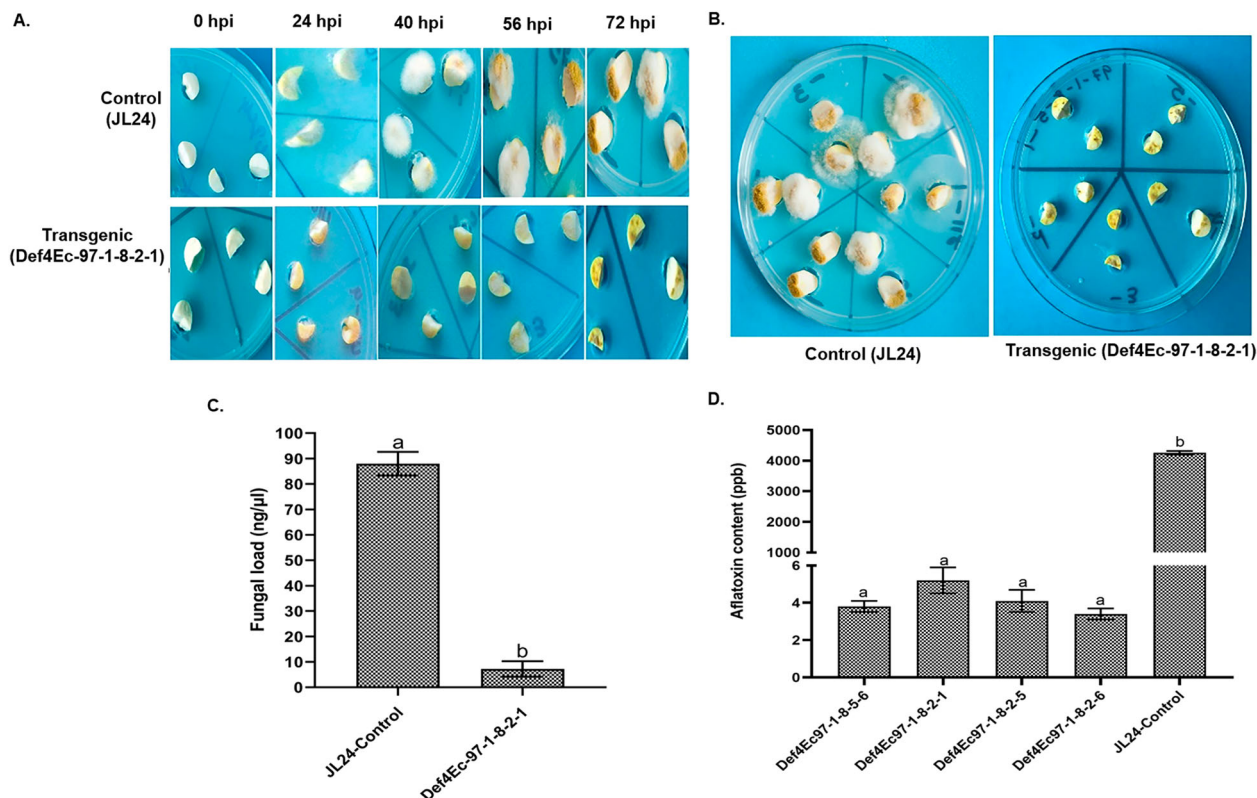 A.
0 hpi
24 hpi
40 hpi
56 hpi
72 hpi
Control
(JL24)
Transgenic
(Def4Ec-97-1-8-2-1)
B.
Control (JL24)
Transgenic (Def4Ec-97-1-8-2-1)
C.
Fungal load (ng/µl)
100
90
80
70
60
50
40
30
20
10
0
a
b
JL24-Control
Def4Ec-97-1-8-2-1
D.
Aflatoxin content (ppb)
5000
4000
3000
2000
1000
6
4
2
0
a
a
a
a
b
Def4Ec97-1-8-5-6
Def4Ec97-1-8-2-1
Def4Ec97-1-8-2-5
Def4Ec97-1-8-2-6
JL24-Control